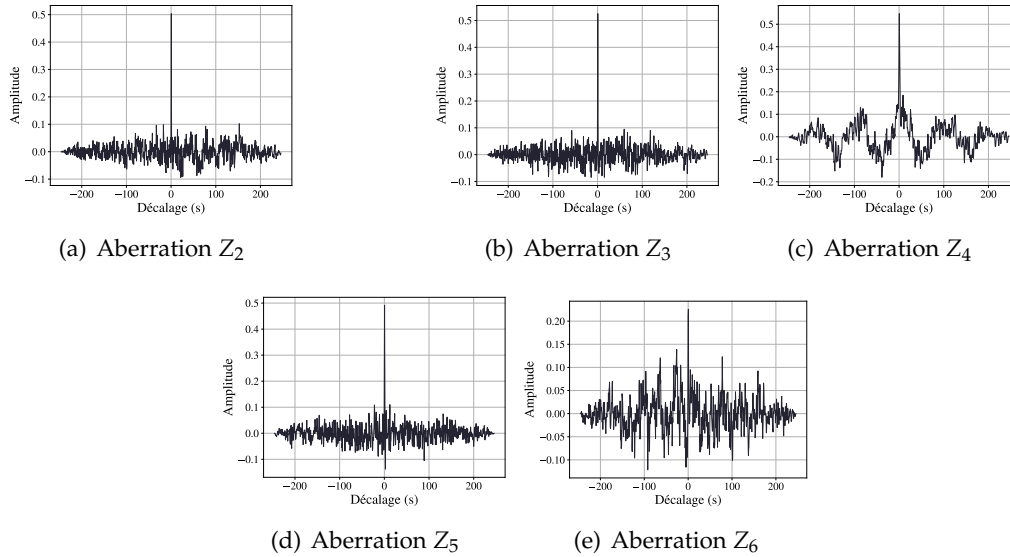 0.5
0.4
0.3
0.2
0.1
0.0
−0.1
Amplitude
−200 −100 0 100 200
Décalage (s)
(a) Aberration Z2
0.5
0.4
0.3
0.2
0.1
0.0
−0.1
Amplitude
−200 −100 0 100 200
Décalage (s)
(b) Aberration Z3
0.5
0.4
0.3
0.2
0.1
0.0
−0.1
−0.2
Amplitude
−200 −100 0 100 200
Décalage (s)
(c) Aberration Z4
0.5
0.4
0.3
0.2
0.1
0.0
−0.1
Amplitude
−200 −100 0 100 200
Décalage (s)
(d) Aberration Z5
0.20
0.15
0.10
0.05
0.00
−0.05
−0.10
Amplitude
−200 −100 0 100 200
Décalage (s)
(e) Aberration Z6